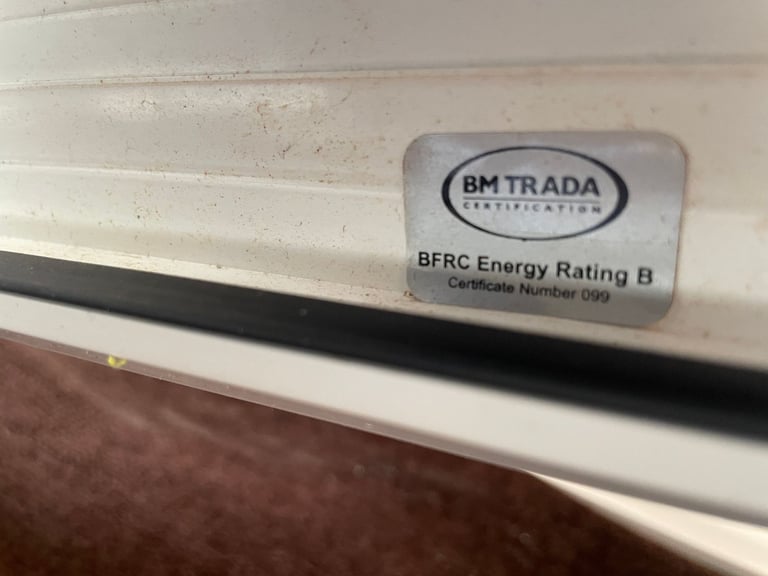 BM TRADA
CERTIFICATION
BFRC Energy Rating B
Certificate Number 099